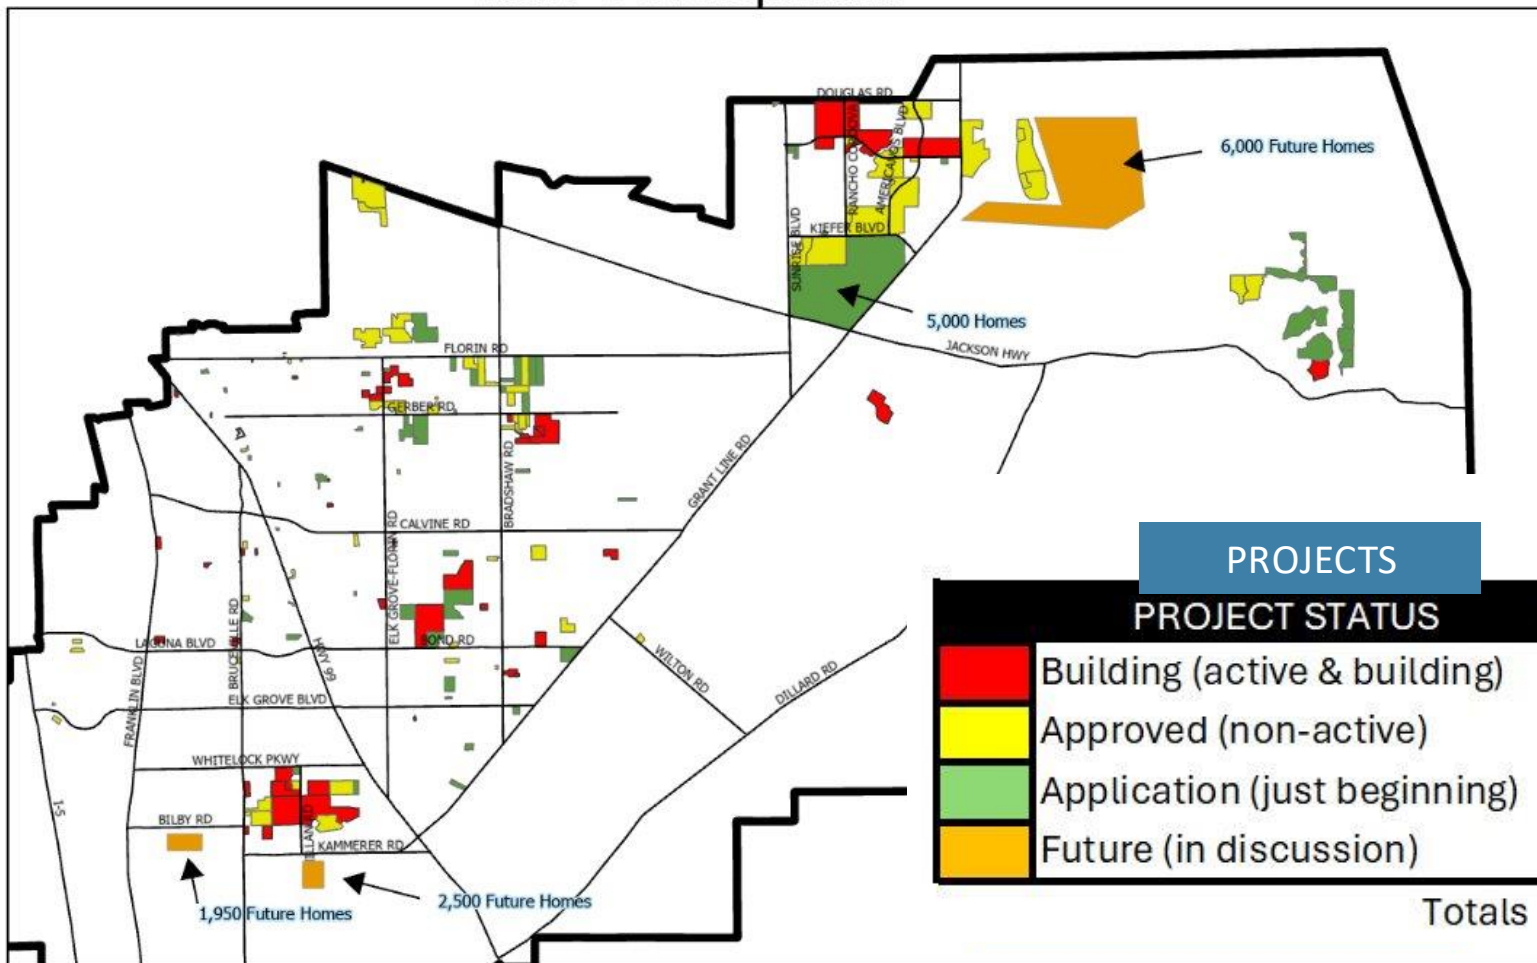 DOUGLAS RD
RANCHO CORDOVA
AMERICANOS BLVD
6,000 Future Homes
SUNRISE BLVD
KIEFER BLVD
5,000 Homes
JACKSON HWY
FLORIN RD
GERBER RD
BRADSHAW RD
GRANT LINE RD
CALVINE RD
ELK GROVE-FLORIN RD
LAGUNA BLVD
BOND RD
BRUCEVILLE RD
HWY 99
FRANKLIN BLVD
WILTON RD
DILLARD RD
ELK GROVE BLVD
WHITELOCK PKWY
I-5
BILBY RD
KAMMERER RD
1,950 Future Homes
2,500 Future Homes
PROJECTS
PROJECT STATUS
Building (active & building)
Approved (non-active)
Application (just beginning)
Future (in discussion)
Totals